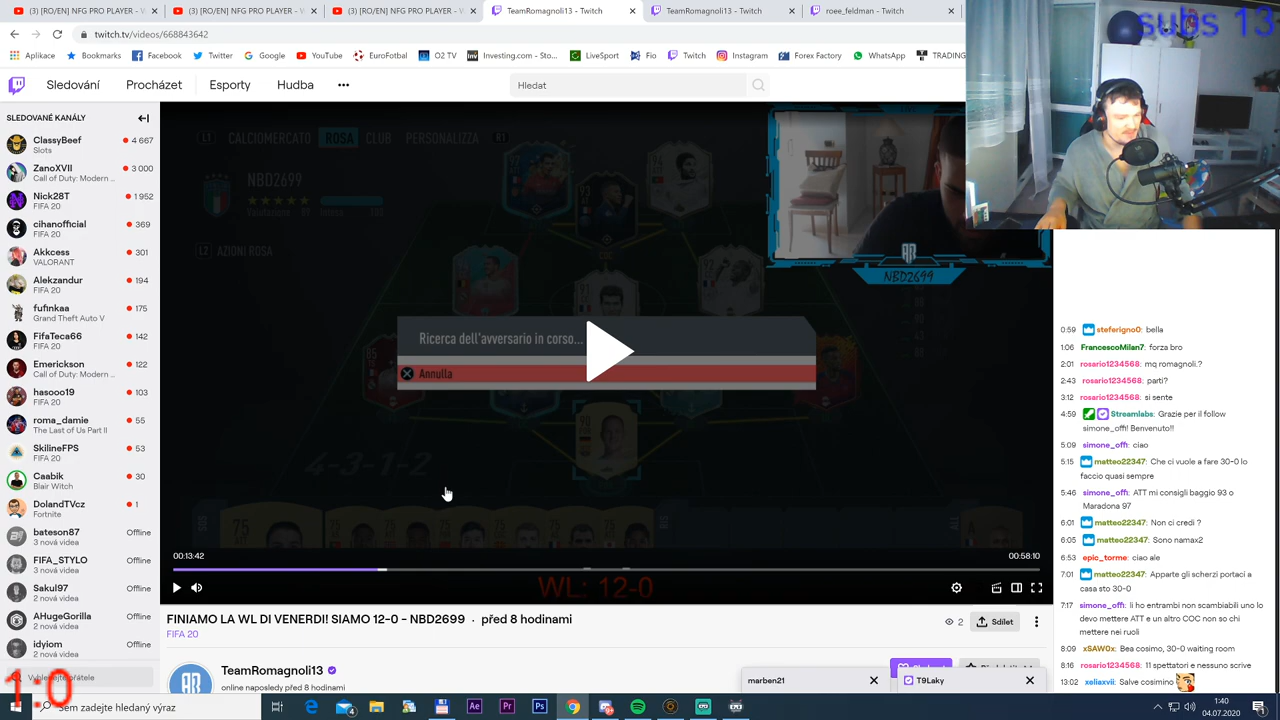 (3) [RO/EN] NFG PRO PLAYER - V
(3) [RO/EN] NFG PRO PLAYER - V
(3) [RO/EN] NFG PRO PLAYER - V
TeamRomagnoli13 - Twitch
TeamRomagnoli13 - Twitch
roee_feldman - Twitch
subs 13
twitch.tv/videos/668843642
Aplikace Bookmarks Facebook Twitter Google YouTube EuroFotbal O2 TV Investing.com - Sto... LiveSport Fio Twitch Instagram Forex Factory WhatsApp TRADING
Sledování Procházet Esporty Hudba
Hledat
SLEDOVANÉ KANÁLY
ClassyBeef 4 667
Slots
ZanoXVII 3 000
Call of Duty: Modern ...
Nick28T 1 952
FIFA 20
cihanofficial 369
FIFA 20
Akkcess 301
VALORANT
Alekzandur 194
FIFA 20
fufinkaa 175
Grand Theft Auto V
FifaTeca66 142
FIFA 20
Emerickson 122
Call of Duty: Modern ...
hasooo19 103
FIFA 20
roma_damie 55
The Last of Us Part II
SkilineFPS 53
FIFA 20
Caabik 30
Blair Witch
DolandTVcz 1
Fortnite
bateson87 Offline
3 nová videa
FIFA_STYLO Offline
3 nová videa
Sakul97 Offline
2 nová videa
AHugeGorilla Offline
2 nová videa
idyiom Offline
2 nová videa
1.0
L1 CALCIOMERCATO ROSA CLUB PERSONALIZZA R1
NBD2699
Valutazione
L2 AZIONI ROSA
NBD2699
Ricerca dell'avversario in corso...
Annulla
00:13:42
00:58:10
WL: 12-0
FINIAMO LA WL DI VENERDI! SIAMO 12-0 - NBD2699 · před 8 hodinami
FIFA 20
2
Sdílet
TeamRomagnoli13
online naposledy před 8 hodinami
marben21
T9Laky
0:59 steferigno0: bella
1:06 FrancescoMilan7: forza bro
2:01 rosario1234568: mq romagnoli.?
2:43 rosario1234568: parti?
3:12 rosario1234568: si sente
4:59 Streamlabs: Grazie per il follow
simone_offi! Benvenuto!!
5:09 simone_offi: ciao
5:15 matteo22347: Che ci vuole a fare 30-0 lo
faccio quasi sempre
5:46 simone_offi: ATT mi consigli baggio 93 o
Maradona 97
6:01 matteo22347: Non ci credi ?
6:05 matteo22347: Sono namax2
6:53 epic_torme: ciao ale
7:01 matteo22347: Apparte gli scherzi portaci a
casa sto 30-0
7:17 simone_offi: li ho entrambi non scambiabili uno lo
devo mettere ATT e un altro COC non so chi
mettere nei ruoli
8:09 xSAW0x: Bea cosimo, 30-0 waiting room
8:16 rosario1234568: 11 spettatori e nessuno scrive
13:02 xeliaxvii: Salve cosimino
Sem zadejte hledaný výraz
1:40
04.07.2020